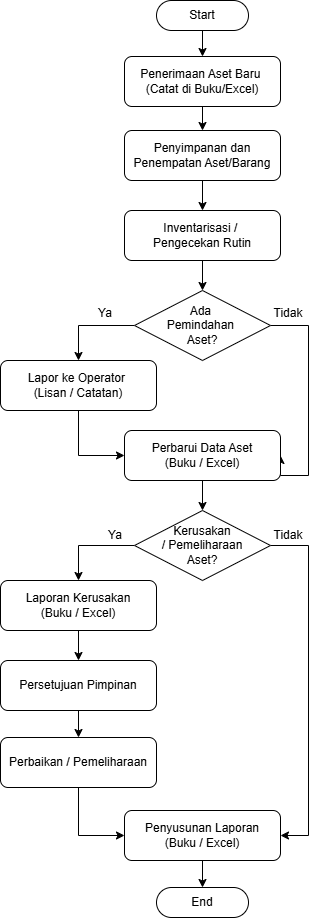 Start
Penerimaan Aset Baru
(Catat di Buku/Excel)
Penyimpanan dan
Penempatan Aset/Barang
Inventarisasi /
Pengecekan Rutin
Ada
Pemindahan
Aset?
Ya
Tidak
Lapor ke Operator
(Lisan / Catatan)
Perbarui Data Aset
(Buku / Excel)
Kerusakan
/ Pemeliharaan
Aset?
Ya
Tidak
Laporan Kerusakan
(Buku / Excel)
Persetujuan Pimpinan
Perbaikan / Pemeliharaan
Penyusunan Laporan
(Buku / Excel)
End